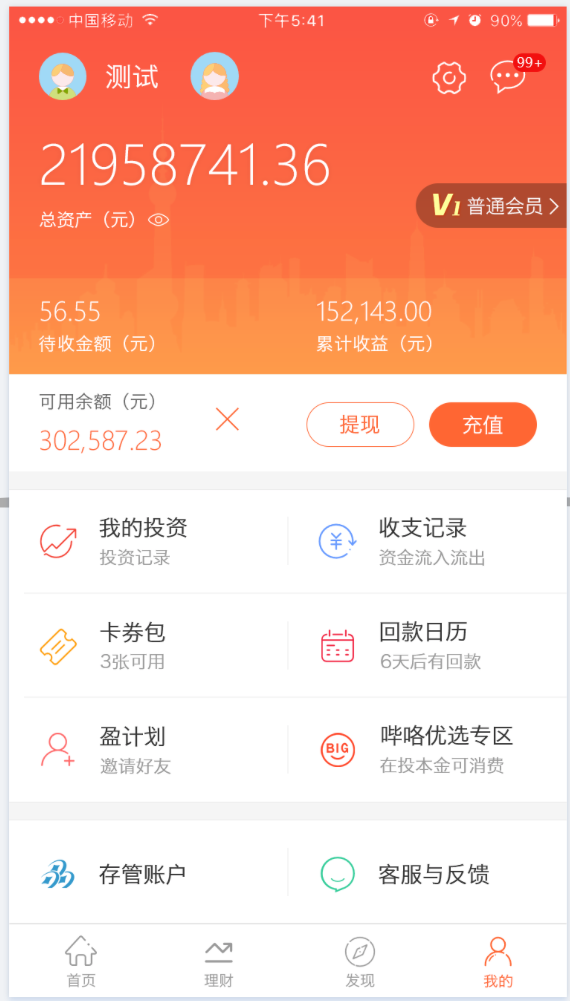 中国移动 下午5:41 90%
测试 99+
21958741.36
总资产（元）
V1 普通会员
56.55 152,143.00
待收金额（元） 累计收益（元）
可用余额（元）
302,587.23
提现 充值
我的投资 收支记录
投资记录 资金流入流出
卡券包 回款日历
3张可用 6天后有回款
盈计划 BIG 哔咯优选专区
邀请好友 在投本金可消费
存管账户 客服与反馈
首页 理财 发现 我的